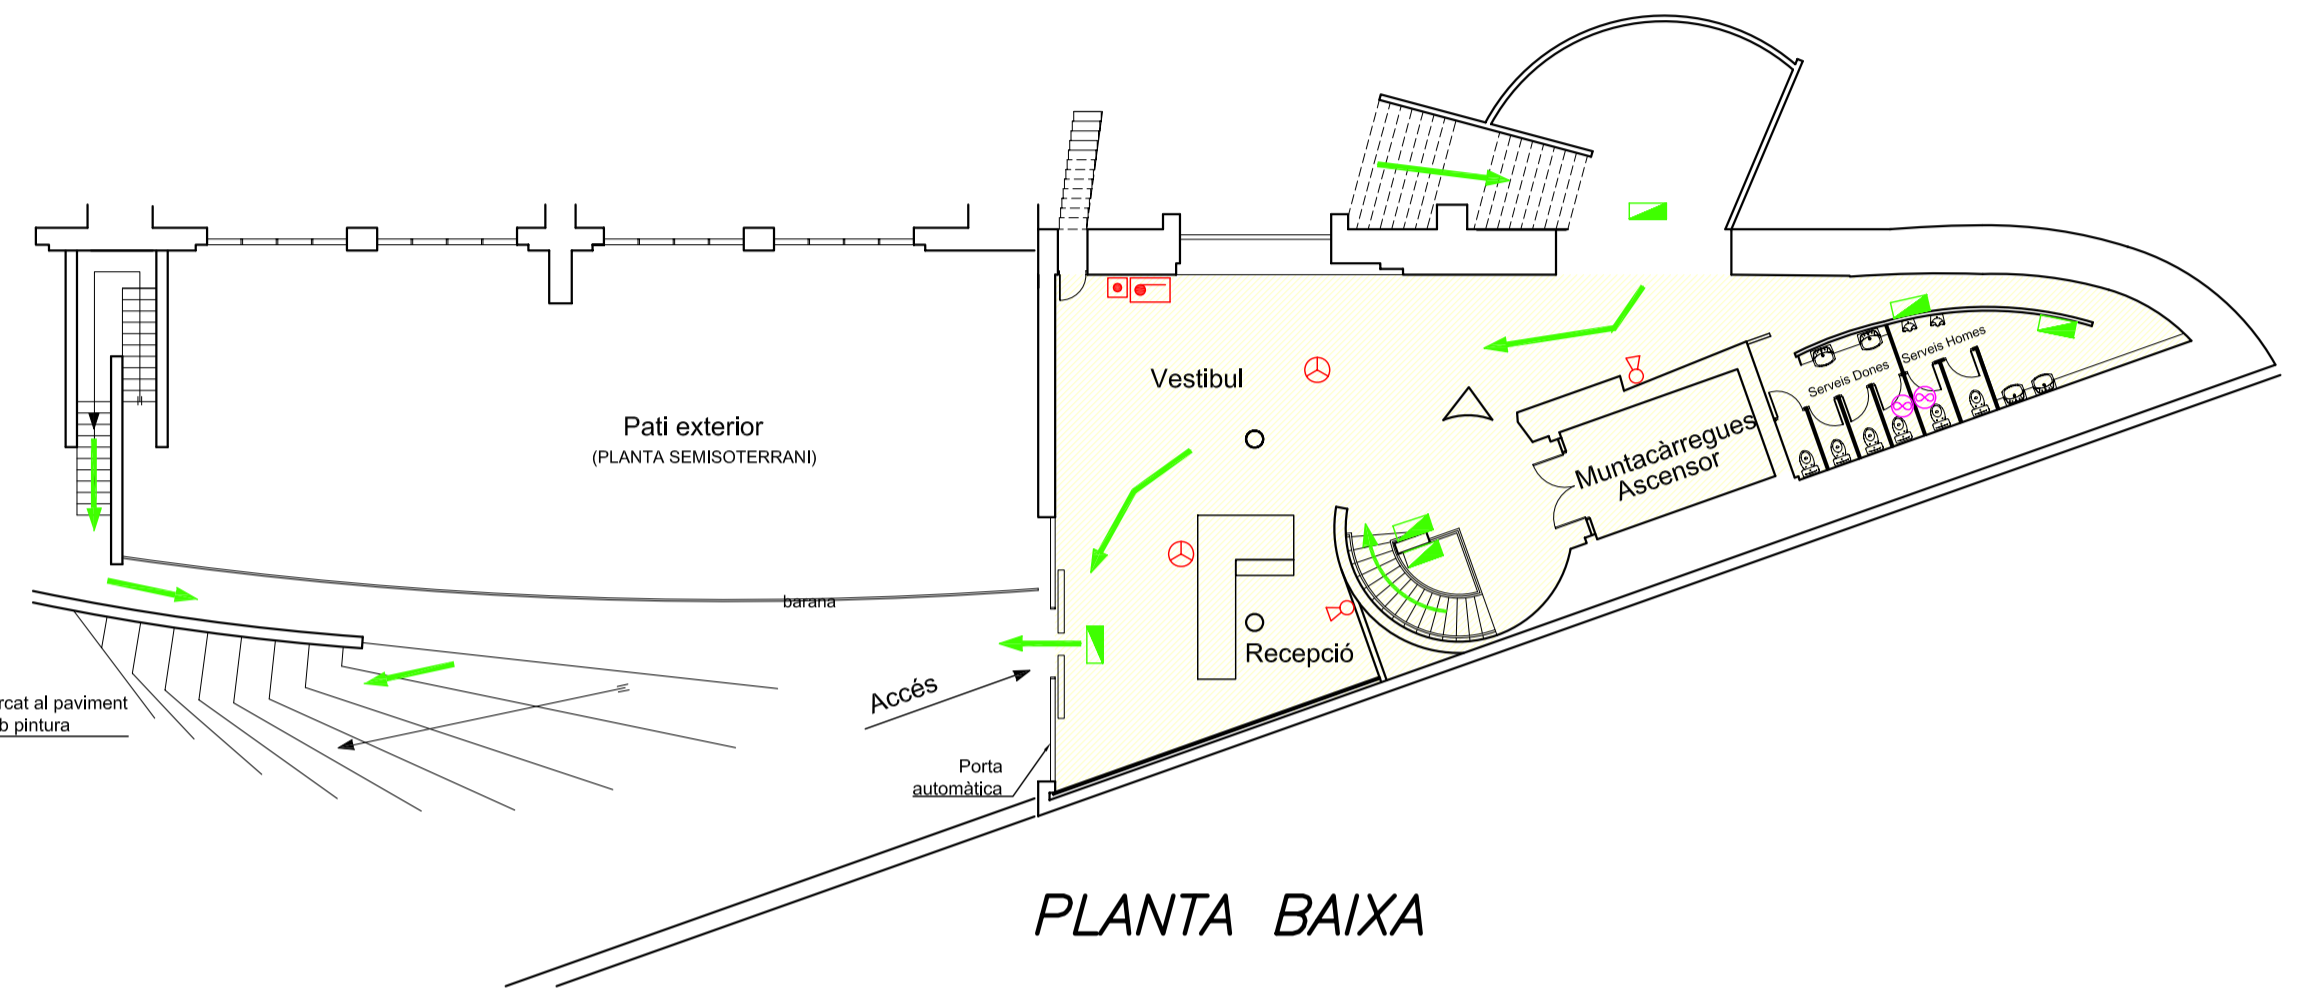 Vestibul
Serveis Dones
Serveis Homes
Pati exterior
(PLANTA SEMISOTERRANI)
Muntacàrregues
Ascensor
barana
Recepció
Accés
al paviment
pintura
Porta
automàtica
PLANTA BAIXA